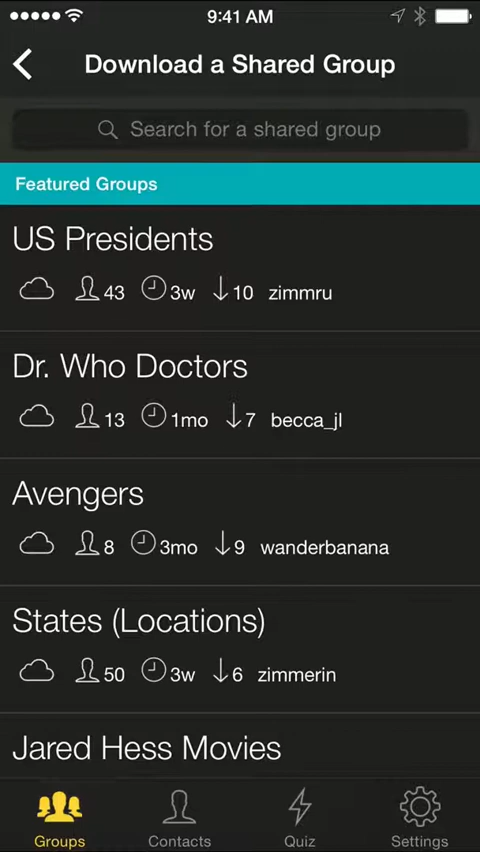 9:41 AM
Download a Shared Group
Search for a shared group
Featured Groups
US Presidents
43 3w 10 zimmru
Dr. Who Doctors
13 1mo 7 becca_jl
Avengers
8 3mo 9 wanderbanana
States (Locations)
50 3w 6 zimmerin
Jared Hess Movies
Groups Contacts Quiz Settings